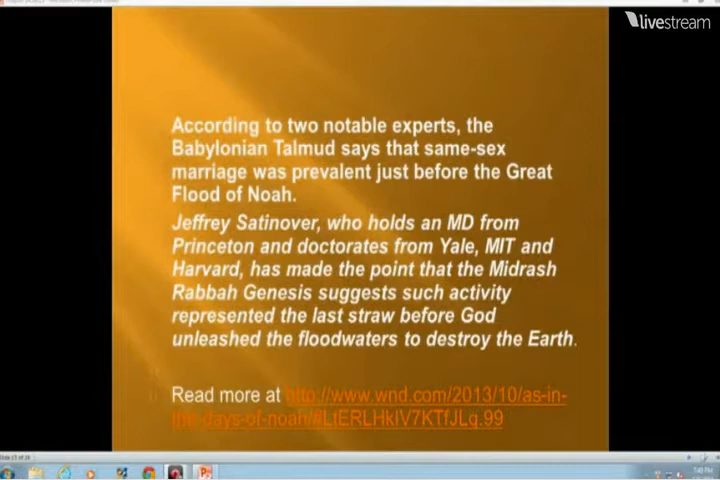 livestream
According to two notable experts, the
Babylonian Talmud says that same-sex
marriage was prevalent just before the Great
Flood of Noah.
Jeffrey Satinover, who holds an MD from
Princeton and doctorates from Yale, MIT and
Harvard, has made the point that the Midrash
Rabbah Genesis suggests such activity
represented the last straw before God
unleashed the floodwaters to destroy the Earth.
Read more at http://www.wnd.com/2013/10/as-in-
the-days-of-noah/#LtERLHklV7KTfJLg.99